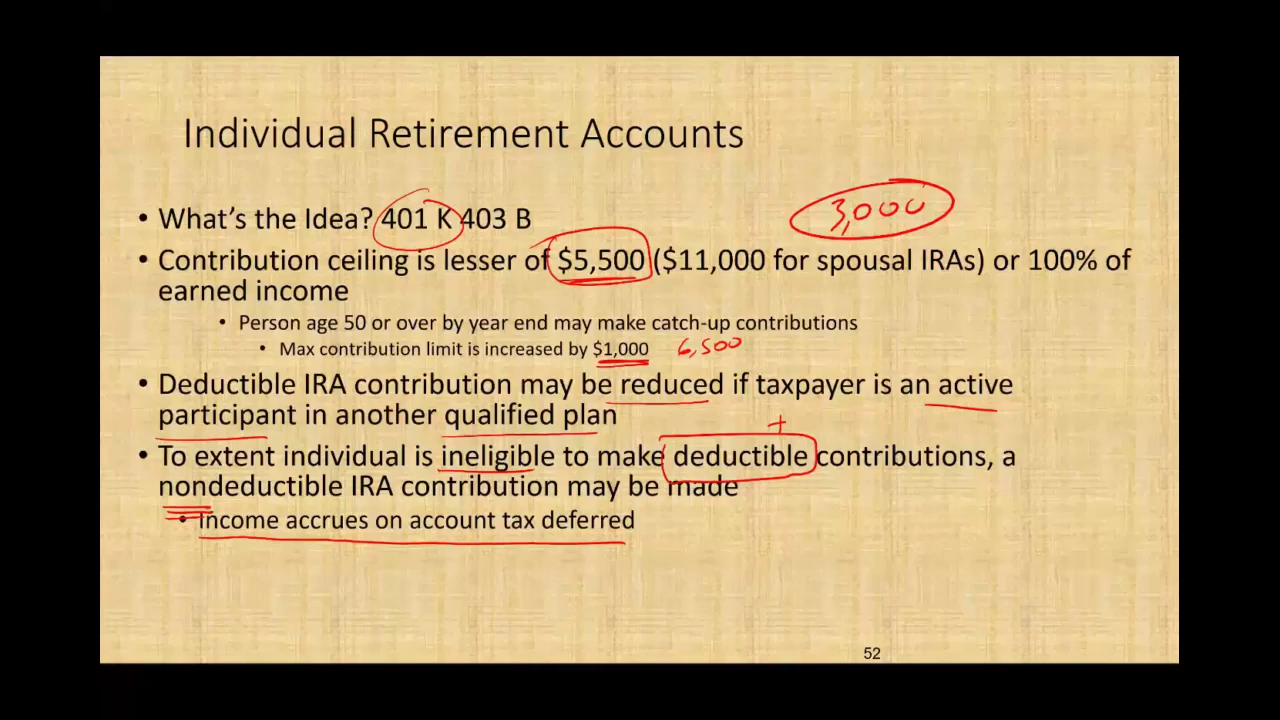 Individual Retirement Accounts
3,000
• What's the Idea? 401 K 403 B
• Contribution ceiling is lesser of $5,500 ($11,000 for spousal IRAs) or 100% of
earned income
• Person age 50 or over by year end may make catch-up contributions
• Max contribution limit is increased by $1,000 6,500
• Deductible IRA contribution may be reduced if taxpayer is an active
participant in another qualified plan
+
• To extent individual is ineligible to make deductible contributions, a
nondeductible IRA contribution may be made
• Income accrues on account tax deferred
52